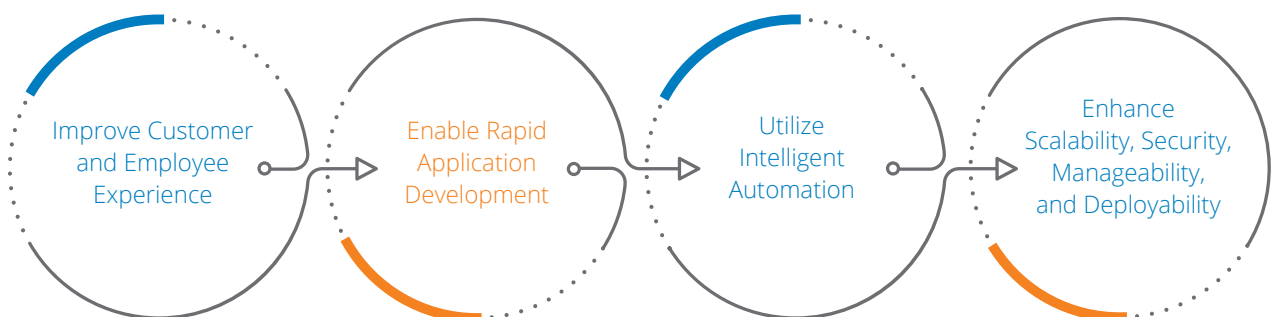 Improve Customer
and Employee
Experience
Enable Rapid
Application
Development
Utilize
Intelligent
Automation
Enhance
Scalability, Security,
Manageability,
and Deployability